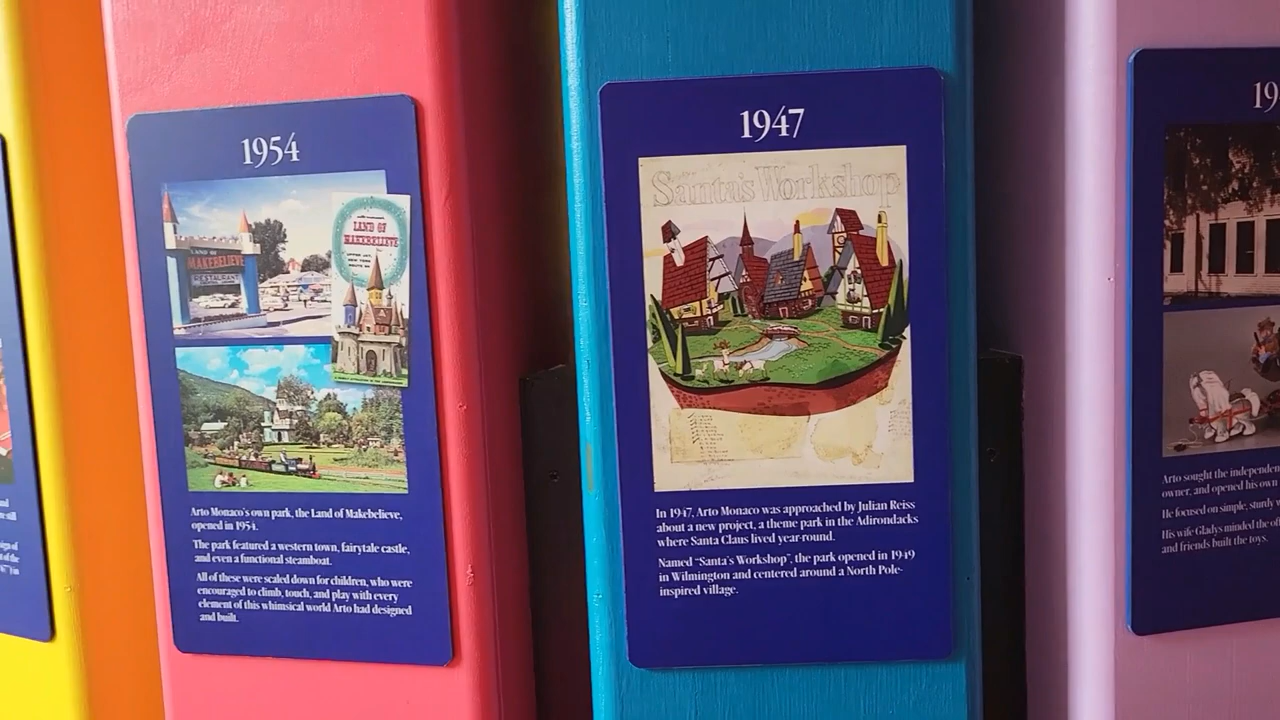 1954
LAND OF
MAKEBELIEVE
RESTAURANT
LAND OF
MAKEBELIEVE
Arto Monaco's own park, the Land of Makebelieve,
opened in 1954.
The park featured a western town, fairytale castle,
and even a functional steamboat.
All of these were scaled down for children, who were
encouraged to climb, touch, and play with every
element of this whimsical world Arto had designed
and built.
1947
Santa's Workshop
In 1947, Arto Monaco was approached by Julian Reiss
about a new project, a theme park in the Adirondacks
where Santa Claus lived year-round.
Named "Santa's Workshop", the park opened in 1949
in Wilmington and centered around a North Pole-
inspired village.
19
Arto sought the independen
owner, and opened his own
He focused on simple, sturdy
His wife Gladys minded the
and friends built the toys.